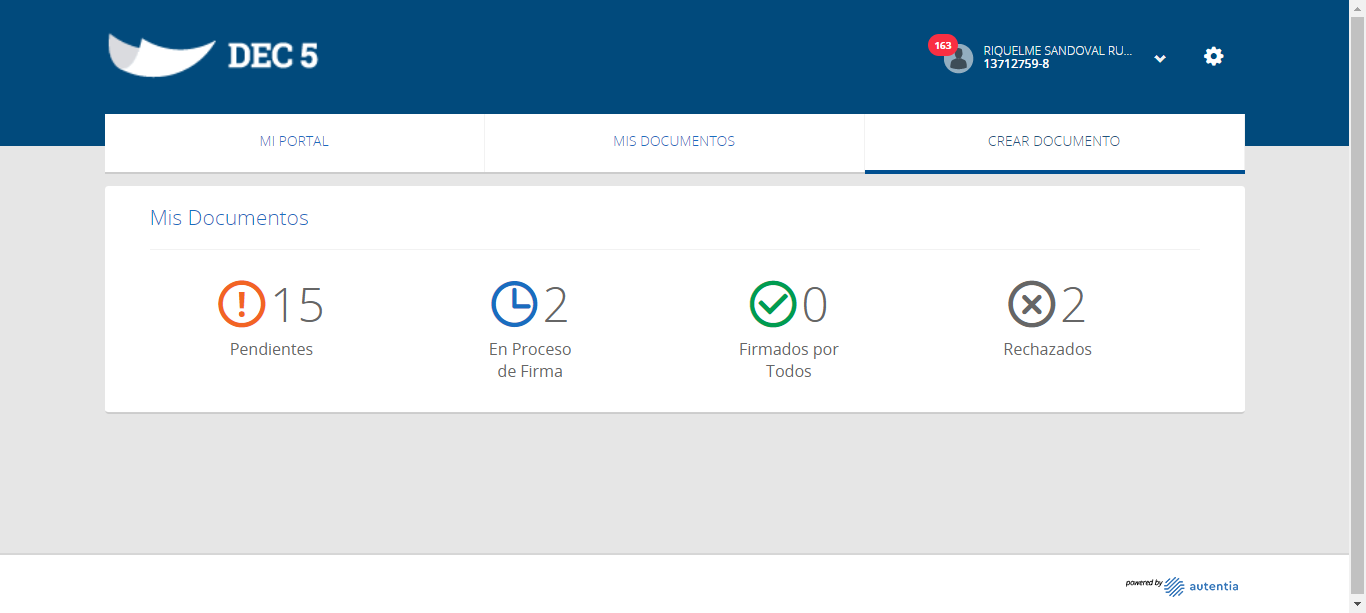 DEC 5
163
RIQUELME SANDOVAL RU...
13712759-8
MI PORTAL
MIS DOCUMENTOS
CREAR DOCUMENTO
Mis Documentos
15
Pendientes
2
En Proceso
de Firma
0
Firmados por
Todos
2
Rechazados
powered by autentia